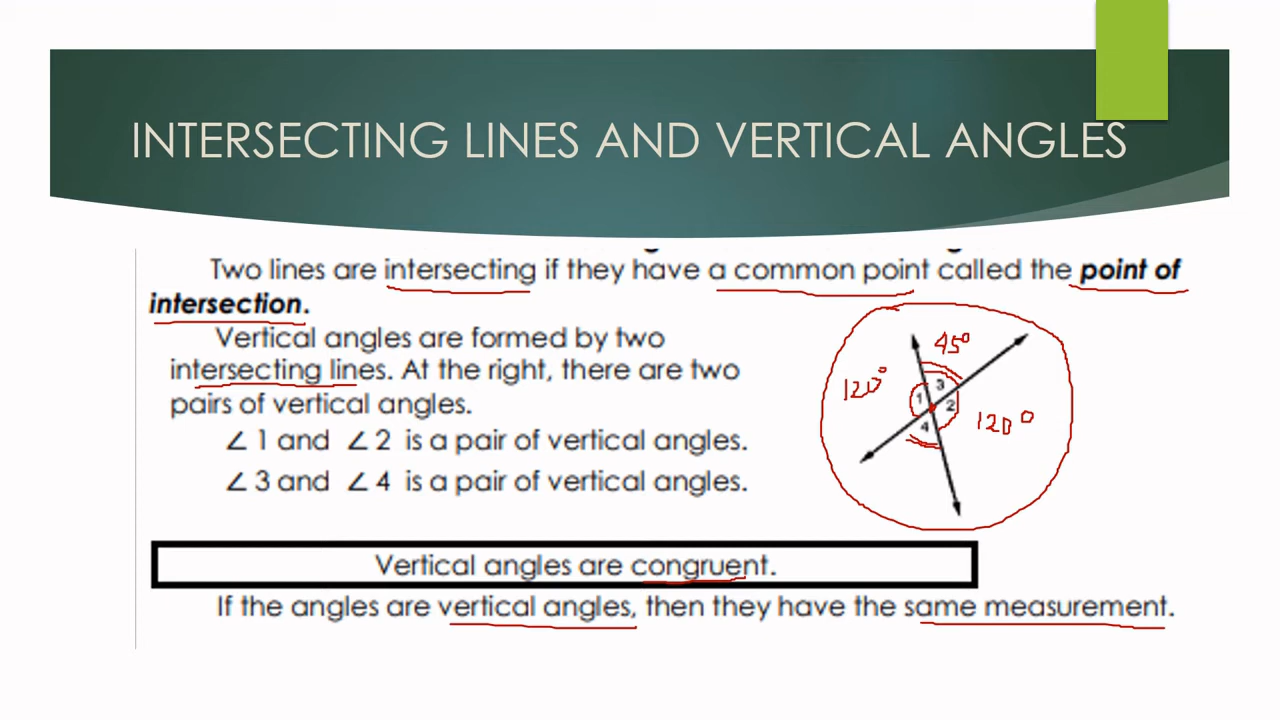 INTERSECTING LINES AND VERTICAL ANGLES
Two lines are intersecting if they have a common point called the point of
intersection.
Vertical angles are formed by two
intersecting lines. At the right, there are two
pairs of vertical angles.
∠ 1 and ∠ 2 is a pair of vertical angles.
∠ 3 and ∠ 4 is a pair of vertical angles.
45°
120°
3
1
2
4
120°
Vertical angles are congruent.
If the angles are vertical angles, then they have the same measurement.